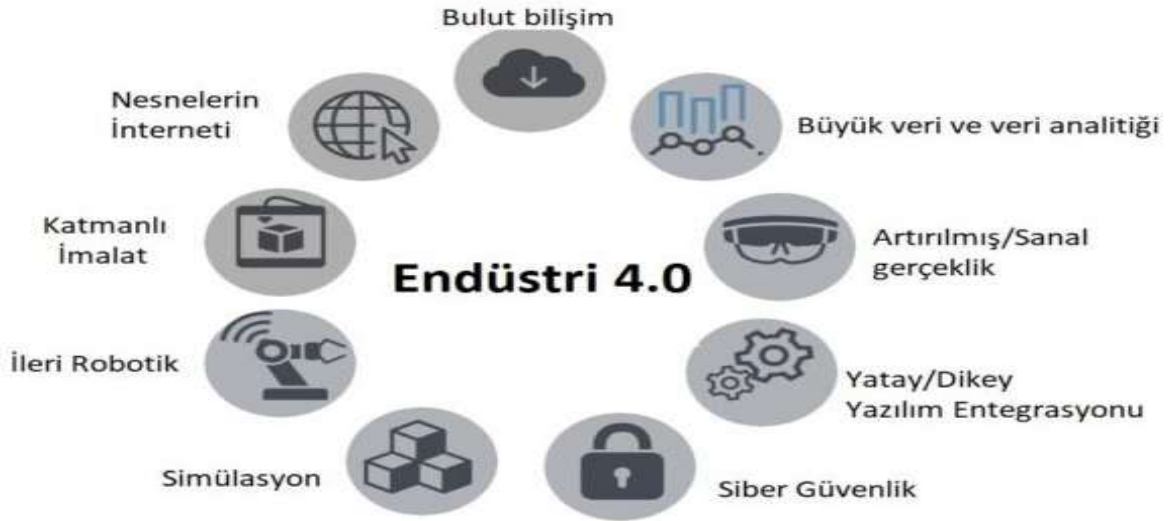 Bulut bilişim
Nesnelerin
İnterneti
Büyük veri ve veri analitiği
Katmanlı
İmalat
Artırılmış/Sanal
gerçeklik
Endüstri 4.0
İleri Robotik
Yatay/Dikey
Yazılım Entegrasyonu
Simülasyon
Siber Güvenlik